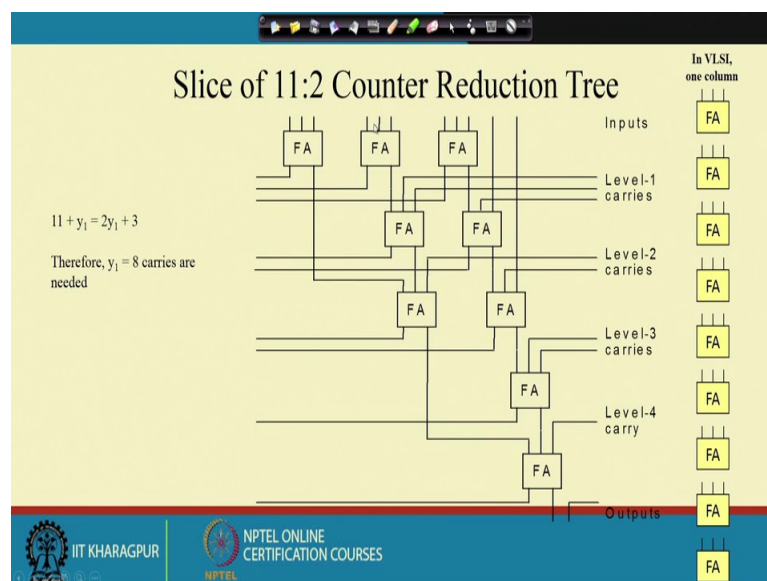 Slice of 11:2 Counter Reduction Tree
In VLSI,
one column
Inputs
FA
FA
FA
Level-1
carries
11 + y1 = 2y1 + 3
Therefore, y1 = 8 carries are
needed
FA
FA
Level-2
carries
FA
FA
Level-3
carries
FA
Level-4
carry
FA
Outputs
FA
FA
FA
FA
FA
FA
FA
FA
FA
IIT KHARAGPUR
NPTEL
NPTEL ONLINE
CERTIFICATION COURSES